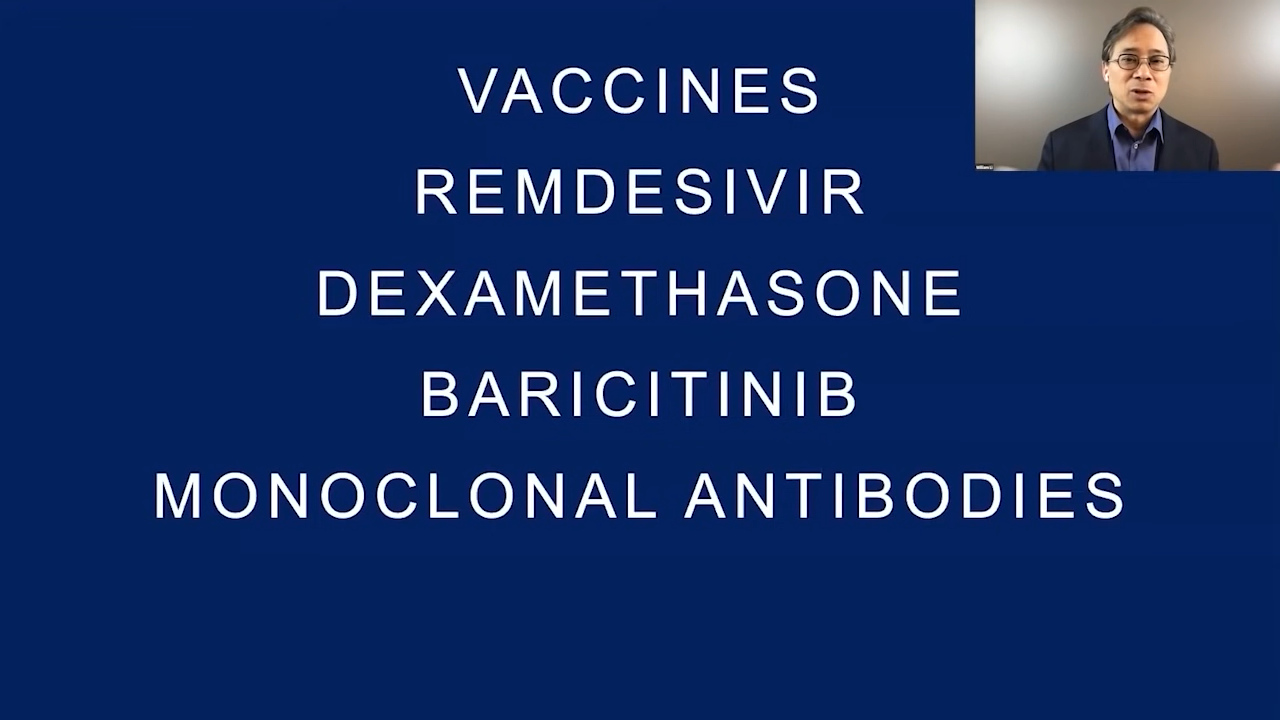 VACCINES
REMDESIVIR
DEXAMETHASONE
BARICITINIB
MONOCLONAL ANTIBODIES